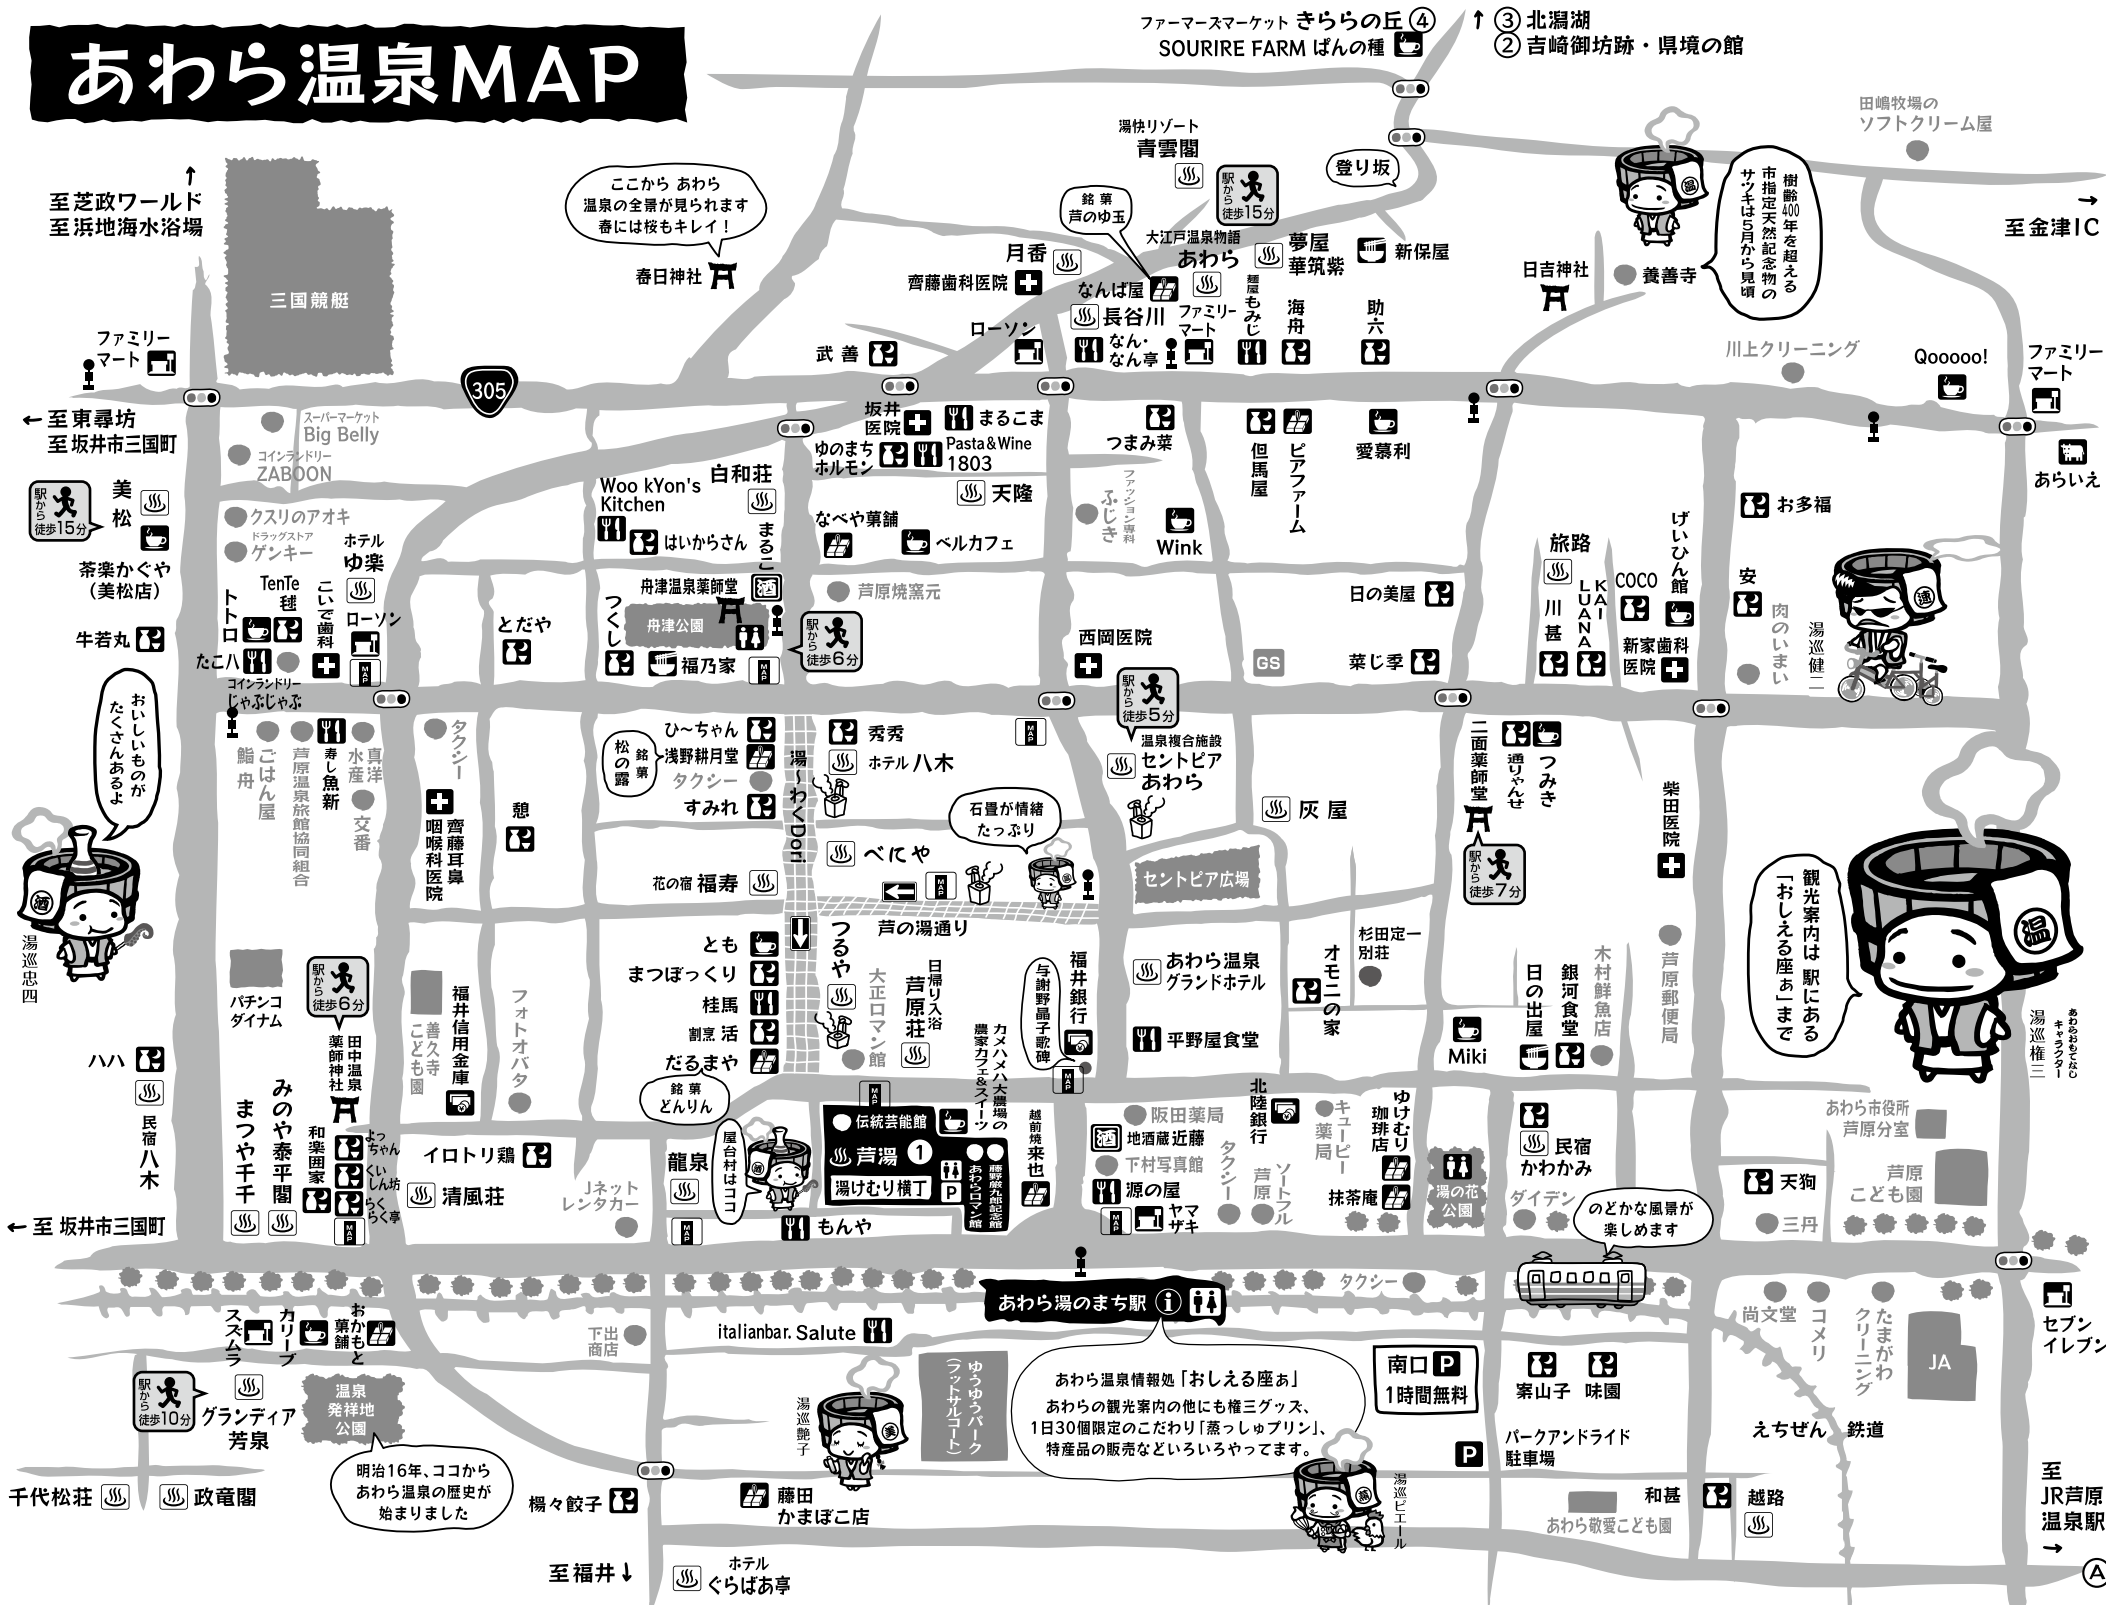 あわら温泉MAP
ファーマーズマーケット きららの丘④
SOURIRE FARM ぱんの種
↑ ③ 北潟湖
② 吉崎御坊跡・県境の館
田嶋牧場の
ソフトクリーム屋
至芝政ワールド
至浜地海水浴場
三国競艇
ここから あわら
温泉の全景が見られます
春には桜もキレイ！
春日神社
湯快リゾート
青雲閣
駅から
徒歩15分
登り坂
銘菓
芦のゆ玉
大江戸温泉物語
あわら
夢屋
華筑紫
新保屋
月香
齊藤歯科医院
なんば屋
長谷川
ファミリー
マート
麺屋もみじ
海舟
助六
ローソン
なん・
なん亭
武善
日吉神社
養善寺
樹齢400年を超える
市指定天然記念物の
サツキは5月から見頃
至金津IC
川上クリーニング
Qooooo!
ファミリー
マート
あらいえ
ファミリー
マート
305
←至東尋坊
至坂井市三国町
スーパーマーケット
Big Belly
コインランドリー
ZABOON
クスリのアオキ
ドラッグストア
ゲンキー
美松
駅から
徒歩15分
茶楽かぐや
（美松店）
牛若丸
トトロ
TenTe
毬
こいで歯科
ホテル
ゆ楽
ローソン
MAP
たこ八
コインランドリー
じゃぶじゃぶ
坂井
医院
まるこま
ゆのまち
ホルモン
Pasta&Wine
1803
白和荘
天隆
Woo kYon's
Kitchen
はいからさん
まるこ
なべや菓舗
ベルカフェ
舟津温泉薬師堂
酒
舟津公園
つくし
福乃家
MAP
とだや
芦原焼窯元
駅から
徒歩6分
つまみ菜
ファッション専科
ふじき
Wink
但馬屋
ピアファーム
愛慕利
西岡医院
GS
日の美屋
菜じ季
旅路
川甚
KAI
LUANA
COCO
げいひん館
新家歯科
医院
お多福
安
肉のいまい
湯巡健二
おいしいものが
たくさんあるよ
湯巡忠四
鮨舟
ごはん屋
芦原温泉旅館協同組合
寿し魚新
真洋
水産
交番
タクシー
齊藤耳鼻
咽喉科医院
憩
ひ〜ちゃん
銘菓
松の露
浅野耕月堂
タクシー
すみれ
湯〜わくDori
秀秀
ホテル八木
MAP
べにや
花の宿 福寿
MAP
石畳が情緒
たっぷり
芦の湯通り
駅から
徒歩5分
温泉複合施設
セントピア
あわら
セントピア広場
灰屋
二面薬師堂
通りゃんせ
つみき
駅から
徒歩7分
柴田医院
観光案内は 駅にある
「おしえる座ぁ」まで
あわらおもてなし
キャラクター
湯巡権三
パチンコ
ダイナム
駅から
徒歩6分
田中温泉
薬師神社
善久寺
こども園
福井信用金庫
フォトオバタ
とも
まつぼっくり
桂馬
割烹 活
だるまや
銘菓
どんりん
つるや
大正ロマン館
日帰り入浴
芦原荘
カメハメハ大農場の
農家カフェ&スイーツ
与謝野晶子歌碑
福井銀行
MAP
あわら温泉
グランドホテル
平野屋食堂
オモニの家
杉田定一
別荘
Miki
日の出屋
銀河食堂
木村鮮魚店
芦原郵便局
ハハ
民宿八木
まつや千千
みのや泰平閣
和楽囲家
よっ
ちゃん
くい
しん坊
らく
らく亭
MAP
イロトリ鶏
清風荘
Jネット
レンタカー
龍泉
屋台村はココ
MAP
MAP
伝統芸能館
芦湯 ①
湯けむり横丁
P
藤野厳九郎記念館
あわらロマン館
もんや
越前焼 来也
阪田薬局
酒
地酒蔵近藤
下村写真館
源の屋
MAP
ヤマ
ザキ
タクシー
芦原
ソートフル
北陸銀行
キューピー
薬局
ゆけむり
珈琲店
抹茶庵
湯の花
公園
民宿
かわかみ
ダイデン
のどかな風景が
楽しめます
天狗
三丹
あわら市役所
芦原分室
芦原
こども園
←至 坂井市三国町
スズムラ
カリーブ
おかもと
菓舗
駅から
徒歩10分
グランディア
芳泉
温泉
発祥地
公園
明治16年、ココから
あわら温泉の歴史が
始まりました
千代松荘
政竜閣
下出
商店
italianbar. Salute
あわら湯のまち駅
タクシー
あわら温泉情報処「おしえる座ぁ」
あわらの観光案内の他にも権三グッズ、
1日30個限定のこだわり「蒸っしゅプリン」、
特産品の販売などいろいろやってます。
湯巡艶子
ゆうゆうパーク
（フットサルコート）
楊々餃子
藤田
かまぼこ店
至福井↓
ホテル
ぐらばあ亭
湯巡ピエール
南口P
1時間無料
案山子
味園
P
パークアンドライド
駐車場
尚文堂
コメリ
たまがわ
クリーニング
JA
セブン
イレブン
えちぜん 鉄道
和甚
あわら敬愛こども園
越路
至
JR芦原
温泉駅
→
Ⓐ